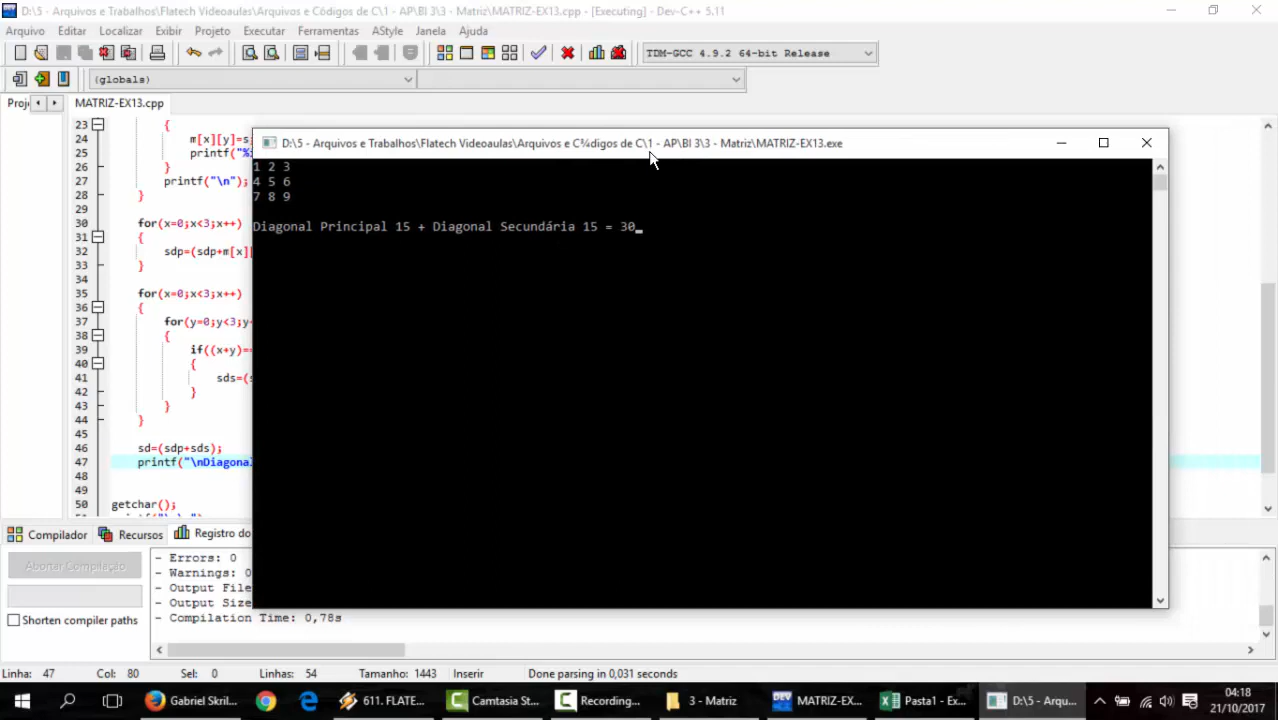 D:\5 - Arquivos e Trabalhos\Flatech Videoaulas\Arquivos e Códigos de C\1 - AP\BI 3\3 - Matriz\MATRIZ-EX13.cpp - [Executing] - Dev-C++ 5.11
Arquivo Editar Localizar Exibir Projeto Executar Ferramentas AStyle Janela Ajuda
TDM-GCC 4.9.2 64-bit Release
(globals)
Proj MATRIZ-EX13.cpp
23 {
24 m[x][y]=s
25 printf("%
26 }
27 printf("\n");
28 }
29
30 for(x=0;x<3;x++)
31 {
32 sdp=(sdp+m[x]
33 }
34
35 for(x=0;x<3;x++)
36 {
37 for(y=0;y<3;y
38 {
39 if((x+y)==
40 {
41 sds=(
42 }
43 }
44 }
45
46 sd=(sdp+sds);
47 printf("\nDiagonal
48
49
50 getchar();
D:\5 - Arquivos e Trabalhos\Flatech Videoaulas\Arquivos e C¾digos de C\1 - AP\BI 3\3 - Matriz\MATRIZ-EX13.exe
1 2 3
4 5 6
7 8 9
Diagonal Principal 15 + Diagonal Secundária 15 = 30_
Compilador Recursos Registro do
Abortar Compilação
Shorten compiler paths
- Errors: 0
- Warnings: 0
- Output File
- Output Size
- Compilation Time: 0,78s
Linha: 47 Col: 80 Sel: 0 Linhas: 54 Tamanho: 1443 Inserir Done parsing in 0,031 seconds
Gabriel Skril... 611. FLATE... Camtasia St... Recording... 3 - Matriz MATRIZ-EX... Pasta1 - Ex... D:\5 - Arqu...
04:18
21/10/2017